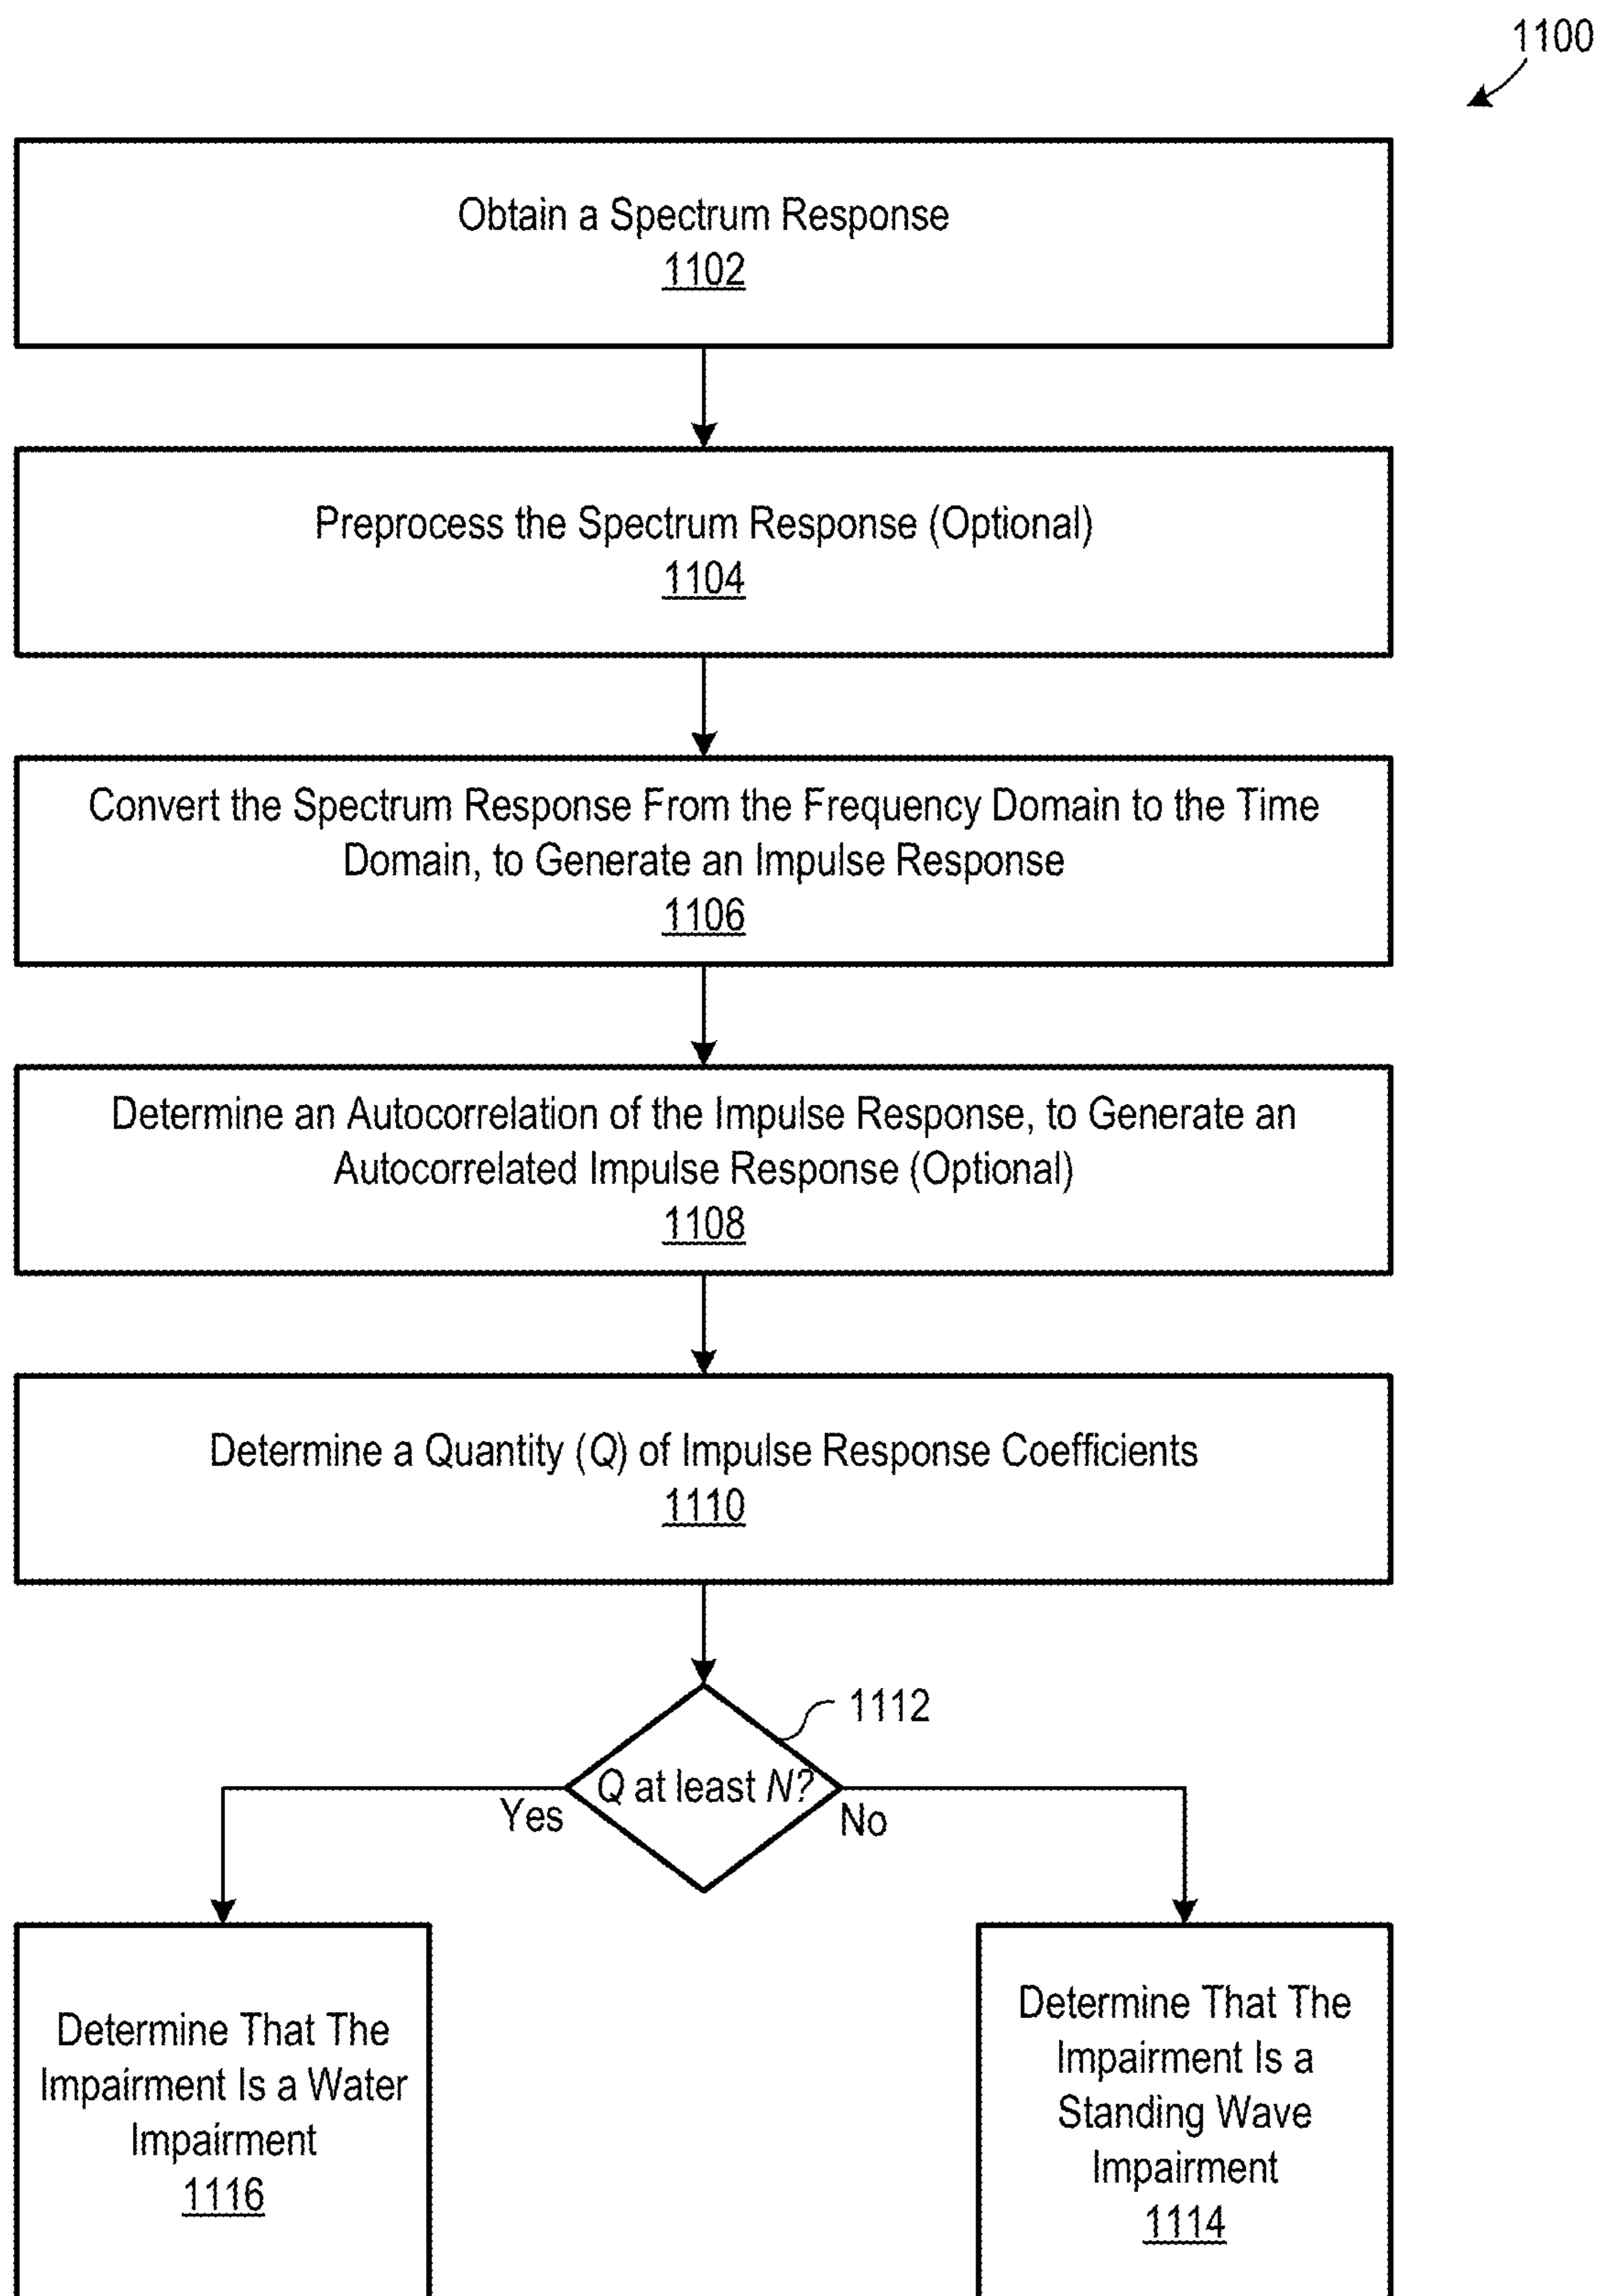 1100
Obtain a Spectrum Response
1102
Preprocess the Spectrum Response (Optional)
1104
Convert the Spectrum Response From the Frequency Domain to the Time
Domain, to Generate an Impulse Response
1106
Determine an Autocorrelation of the Impulse Response, to Generate an
Autocorrelated Impulse Response (Optional)
1108
Determine a Quantity (Q) of Impulse Response Coefficients
1110
1112
Q at least N?
Yes
No
Determine That The
Impairment Is a Water
Impairment
1116
Determine That The
Impairment Is a
Standing Wave
Impairment
1114